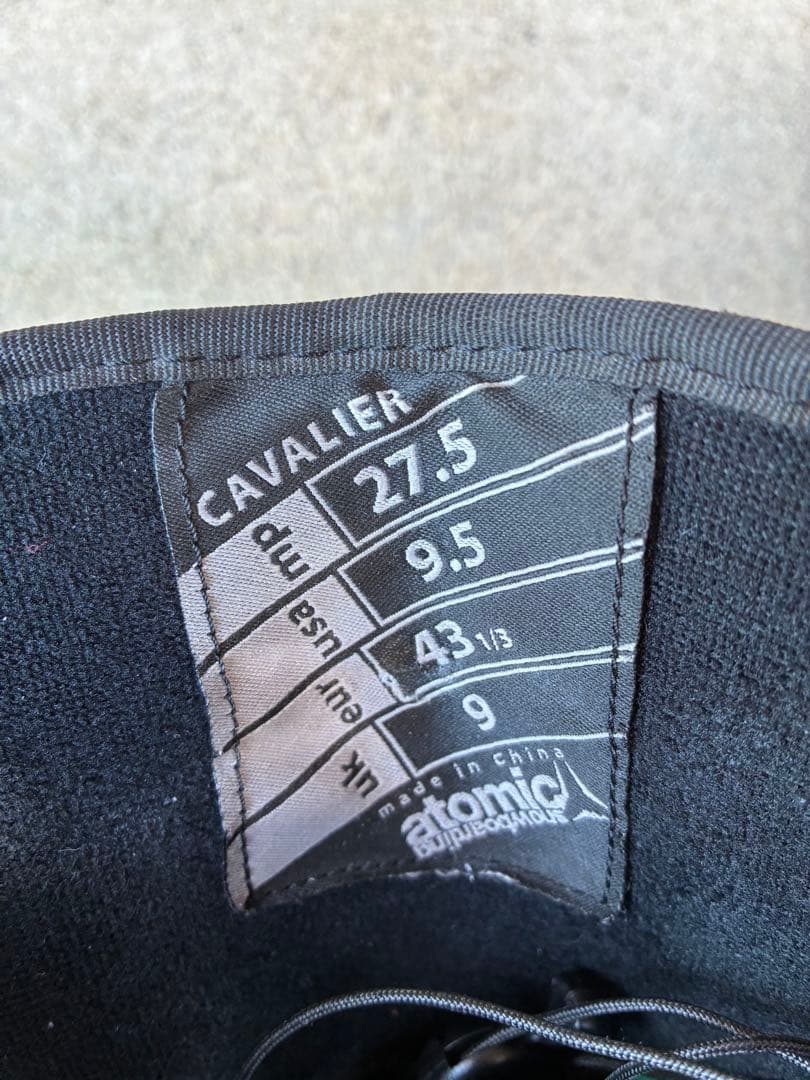 CAVALIER
mp 27.5
usa 9.5
eur 43 1/3
uk 9
made in China
atomic
snowboarding